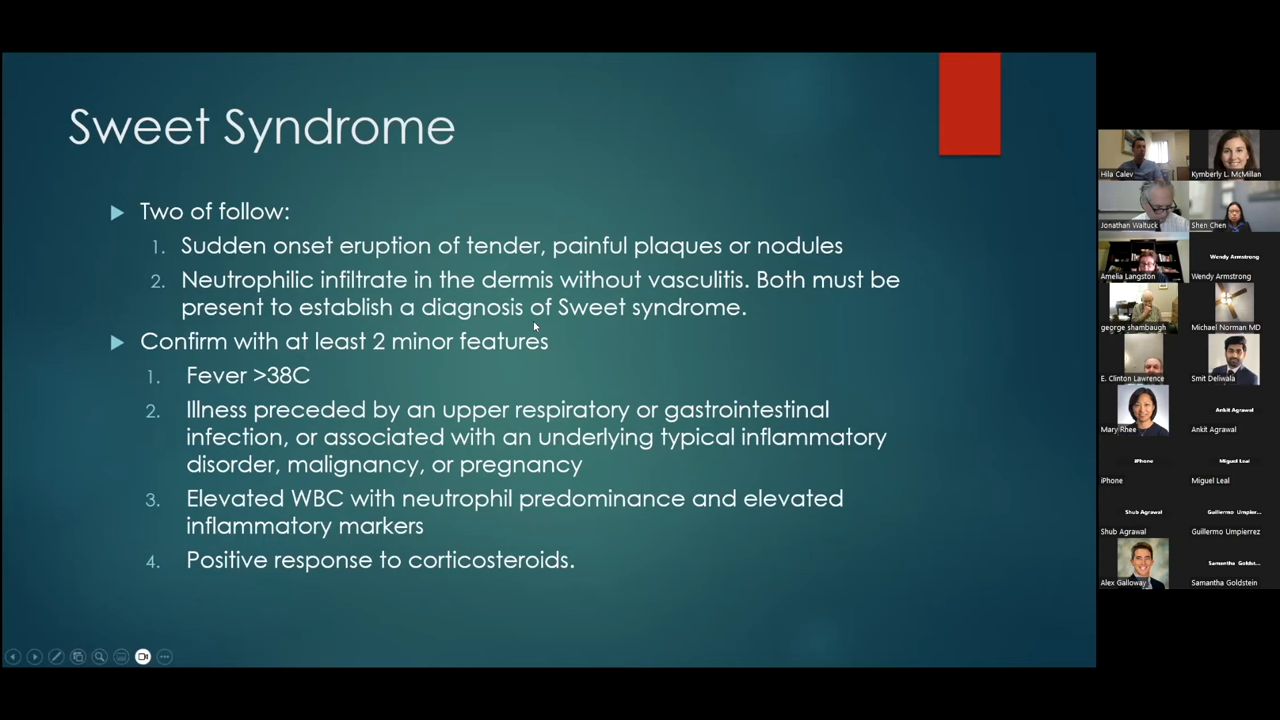 Sweet Syndrome
Two of follow:
1. Sudden onset eruption of tender, painful plaques or nodules
2. Neutrophilic infiltrate in the dermis without vasculitis. Both must be
present to establish a diagnosis of Sweet syndrome.
Confirm with at least 2 minor features
1. Fever >38C
2. Illness preceded by an upper respiratory or gastrointestinal
infection, or associated with an underlying typical inflammatory
disorder, malignancy, or pregnancy
3. Elevated WBC with neutrophil predominance and elevated
inflammatory markers
4. Positive response to corticosteroids.
Hila Calev
Kymberly L. McMillan
Jonathan Waltuck
Shen Chen
Amelia Langston
Wendy Armstrong
Wendy Armstrong
george shambaugh
Michael Norman MD
E. Clinton Lawrence
Smit Deliwala
Mary Rhee
Ankit Agrawal
Ankit Agrawal
iPhone
iPhone
Miguel Leal
Miguel Leal
Shub Agrawal
Shub Agrawal
Guillermo Umpier...
Guillermo Umpierrez
Alex Galloway
Samantha Goldst...
Samantha Goldstein